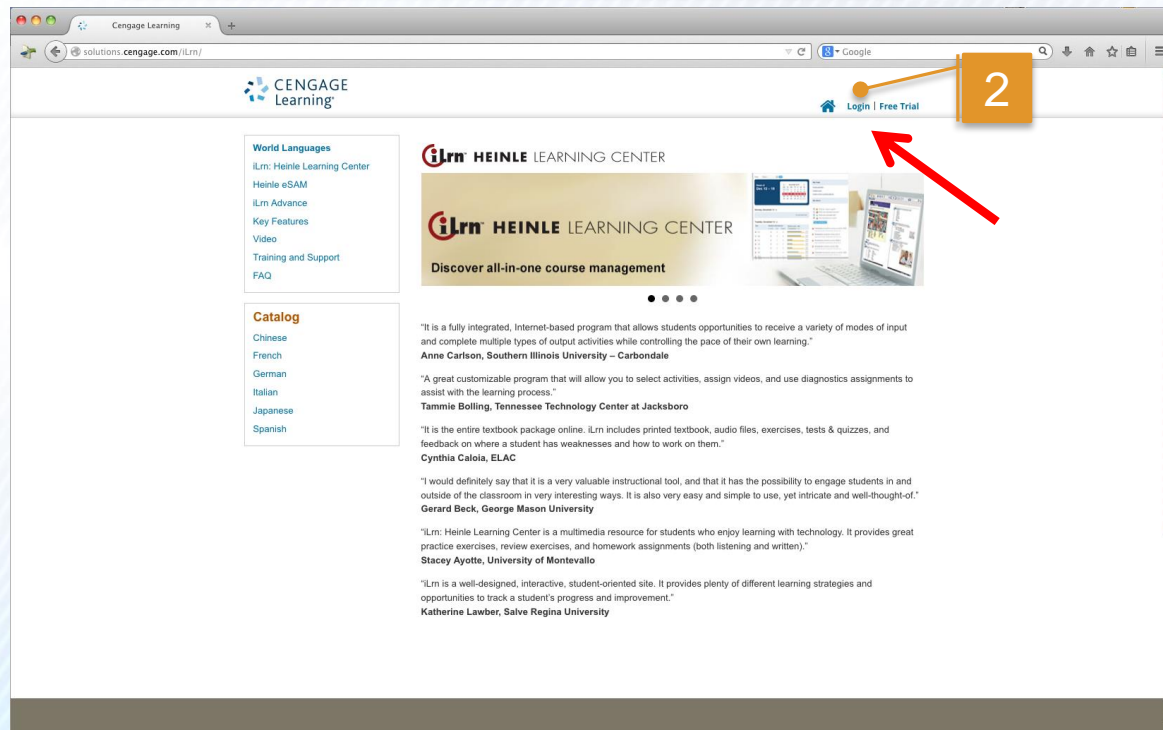 Cengage Learning
solutions.cengage.com/iLrn/
Google
CENGAGE
Learning
Login | Free Trial
2
World Languages
iLrn: Heinle Learning Center
Heinle eSAM
iLrn Advance
Key Features
Video
Training and Support
FAQ
Catalog
Chinese
French
German
Italian
Japanese
Spanish
iLrn™ HEINLE LEARNING CENTER
iLrn™ HEINLE LEARNING CENTER
Discover all-in-one course management
"It is a fully integrated, Internet-based program that allows students opportunities to receive a variety of modes of input
and complete multiple types of output activities while controlling the pace of their own learning."
Anne Carlson, Southern Illinois University – Carbondale
"A great customizable program that will allow you to select activities, assign videos, and use diagnostics assignments to
assist with the learning process."
Tammie Bolling, Tennessee Technology Center at Jacksboro
"It is the entire textbook package online. iLrn includes printed textbook, audio files, exercises, tests & quizzes, and
feedback on where a student has weaknesses and how to work on them."
Cynthia Caloia, ELAC
"I would definitely say that it is a very valuable instructional tool, and that it has the possibility to engage students in and
outside of the classroom in very interesting ways. It is also very easy and simple to use, yet intricate and well-thought-of."
Gerard Beck, George Mason University
"iLrn: Heinle Learning Center is a multimedia resource for students who enjoy learning with technology. It provides great
practice exercises, review exercises, and homework assignments (both listening and written)."
Stacey Ayotte, University of Montevallo
"iLrn is a well-designed, interactive, student-oriented site. It provides plenty of different learning strategies and
opportunities to track a student's progress and improvement."
Katherine Lawber, Salve Regina University